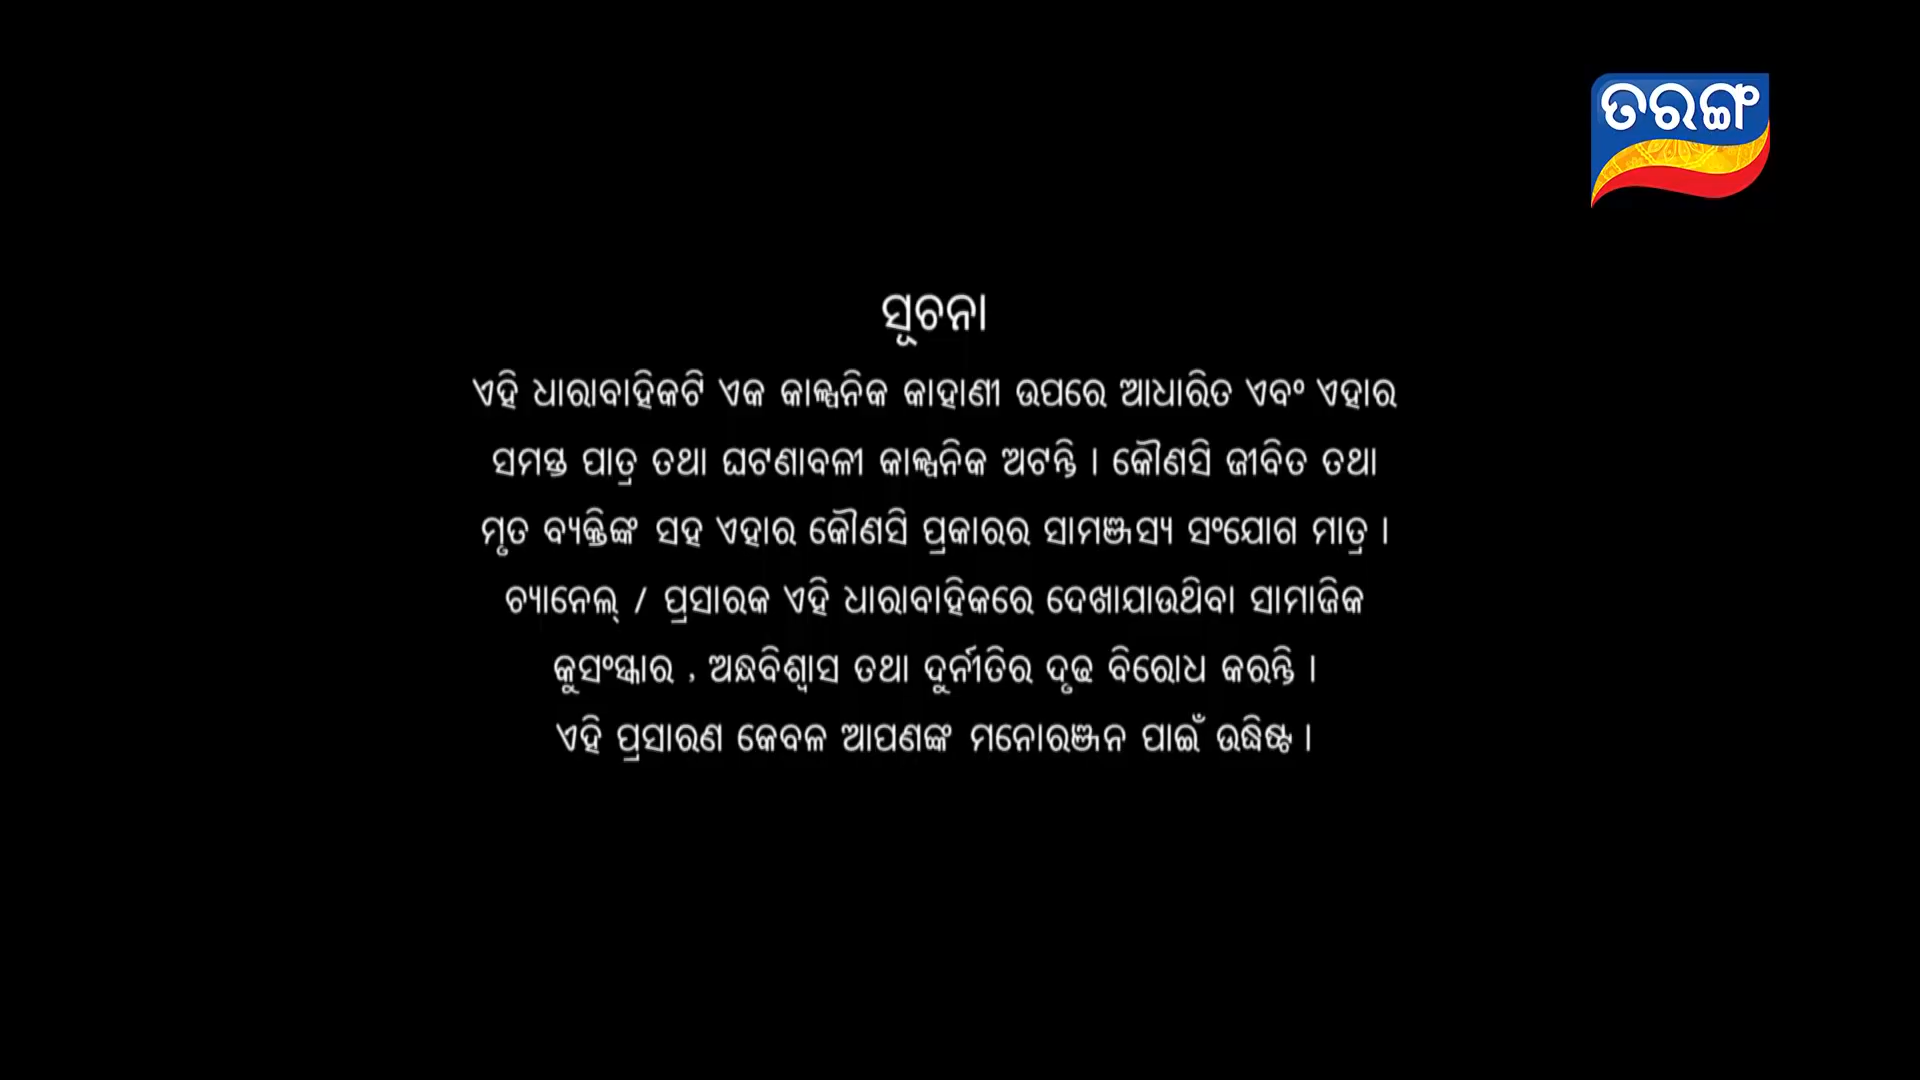 ତରଙ୍ଗ
ସୂଚନା
ଏହି ଧାରାବାହିକଟି ଏକ କାଳ୍ପନିକ କାହାଣୀ ଉପରେ ଆଧାରିତ ଏବଂ ଏହାର
ସମସ୍ତ ପାତ୍ର ତଥା ଘଟଣାବଳୀ କାଳ୍ପନିକ ଅଟନ୍ତି । କୌଣସି ଜୀବିତ ତଥା
ମୃତ ବ୍ୟକ୍ତିଙ୍କ ସହ ଏହାର କୌଣସି ପ୍ରକାରର ସାମଞ୍ଜସ୍ୟ ସଂଯୋଗ ମାତ୍ର ।
ଚ୍ୟାନେଲ୍ / ପ୍ରସାରକ ଏହି ଧାରାବାହିକରେ ଦେଖାଯାଉଥିବା ସାମାଜିକ
କୁସଂସ୍କାର , ଅନ୍ଧବିଶ୍ୱାସ ତଥା ଦୁର୍ନୀତିର ଦୃଢ ବିରୋଧ କରନ୍ତି ।
ଏହି ପ୍ରସାରଣ କେବଳ ଆପଣଙ୍କ ମନୋରଞ୍ଜନ ପାଇଁ ଉଦ୍ଧିଷ୍ଟ ।